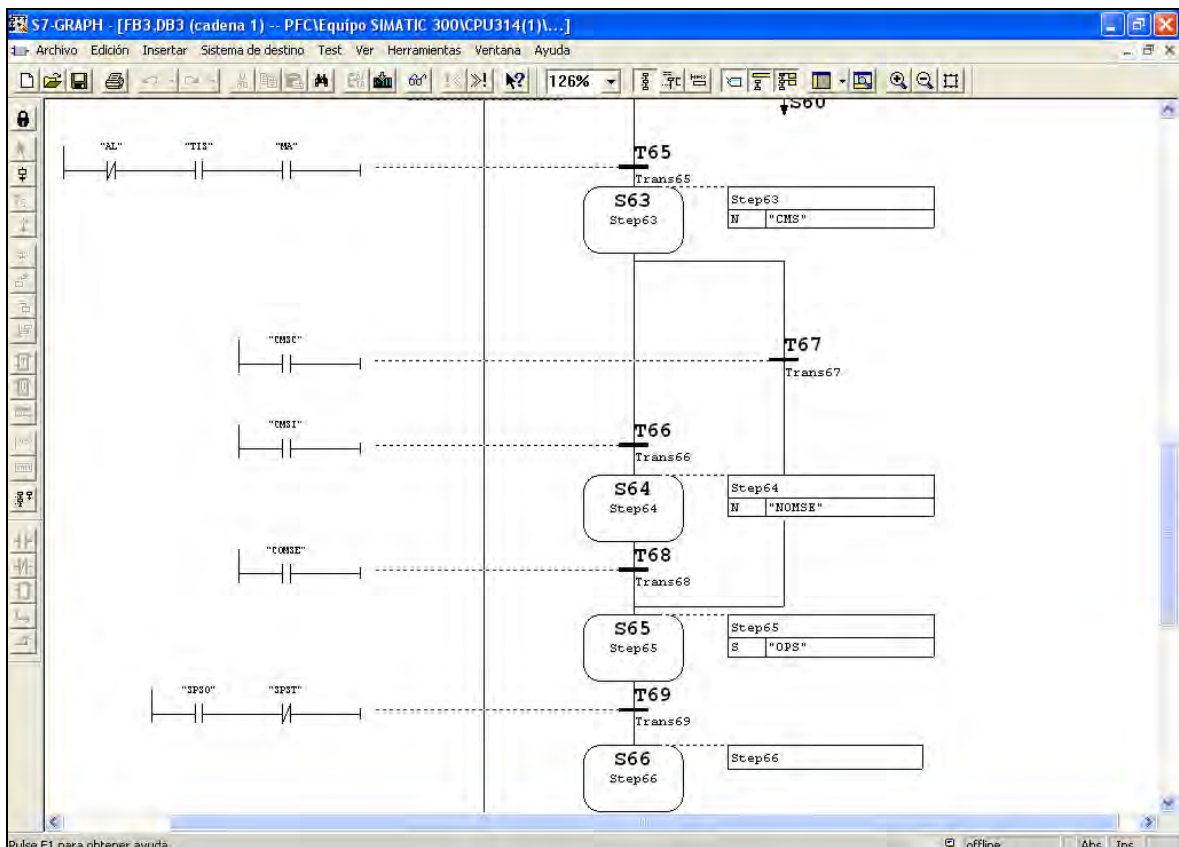 S7-GRAPH - [FB3,DB3 (cadena 1) -- PFC\Equipo SIMATIC 300\CPU314(1)\...]
Archivo Edición Insertar Sistema de destino Test Ver Herramientas Ventana Ayuda
126%
S60
"AL" "TIS" "MA"
T65
Trans65
S63
Step63
Step63
N "CMS"
"CMSC"
T67
Trans67
"CMSI"
T66
Trans66
S64
Step64
Step64
N "NOMSE"
"COMSE"
T68
Trans68
S65
Step65
Step65
S "OPS"
"SPSO" "SPST"
T69
Trans69
S66
Step66
Step66
Pulse F1 para obtener ayuda.
offline
Abs Ins